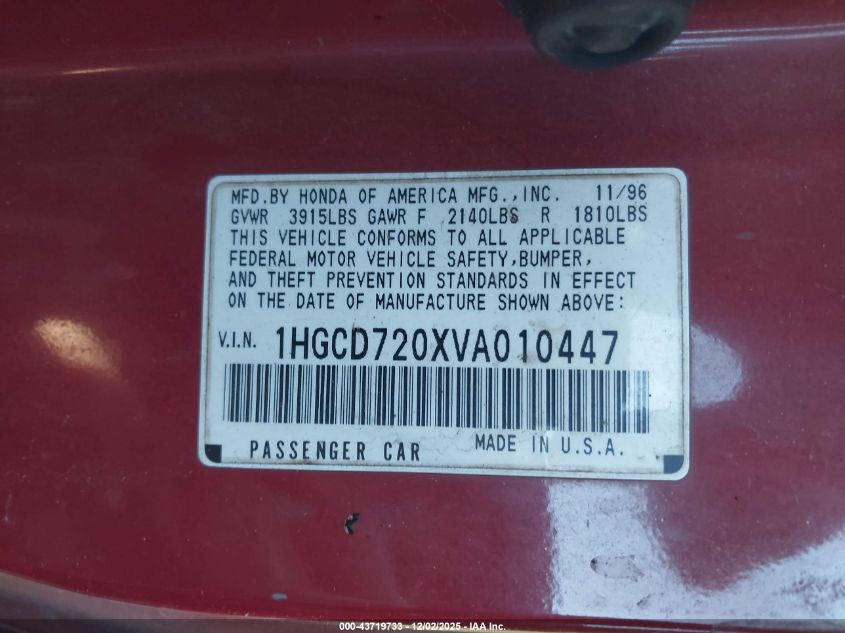 MFD.BY HONDA OF AMERICA MFG.,INC. 11/96
GVWR 3915LBS GAWR F 2140LBS R 1810LBS
THIS VEHICLE CONFORMS TO ALL APPLICABLE
FEDERAL MOTOR VEHICLE SAFETY,BUMPER,
AND THEFT PREVENTION STANDARDS IN EFFECT
ON THE DATE OF MANUFACTURE SHOWN ABOVE:
V.I.N. 1HGCD720XVA010447
PASSENGER CAR MADE IN U.S.A.
000-43719733 - 12/02/2025 - IAA Inc.